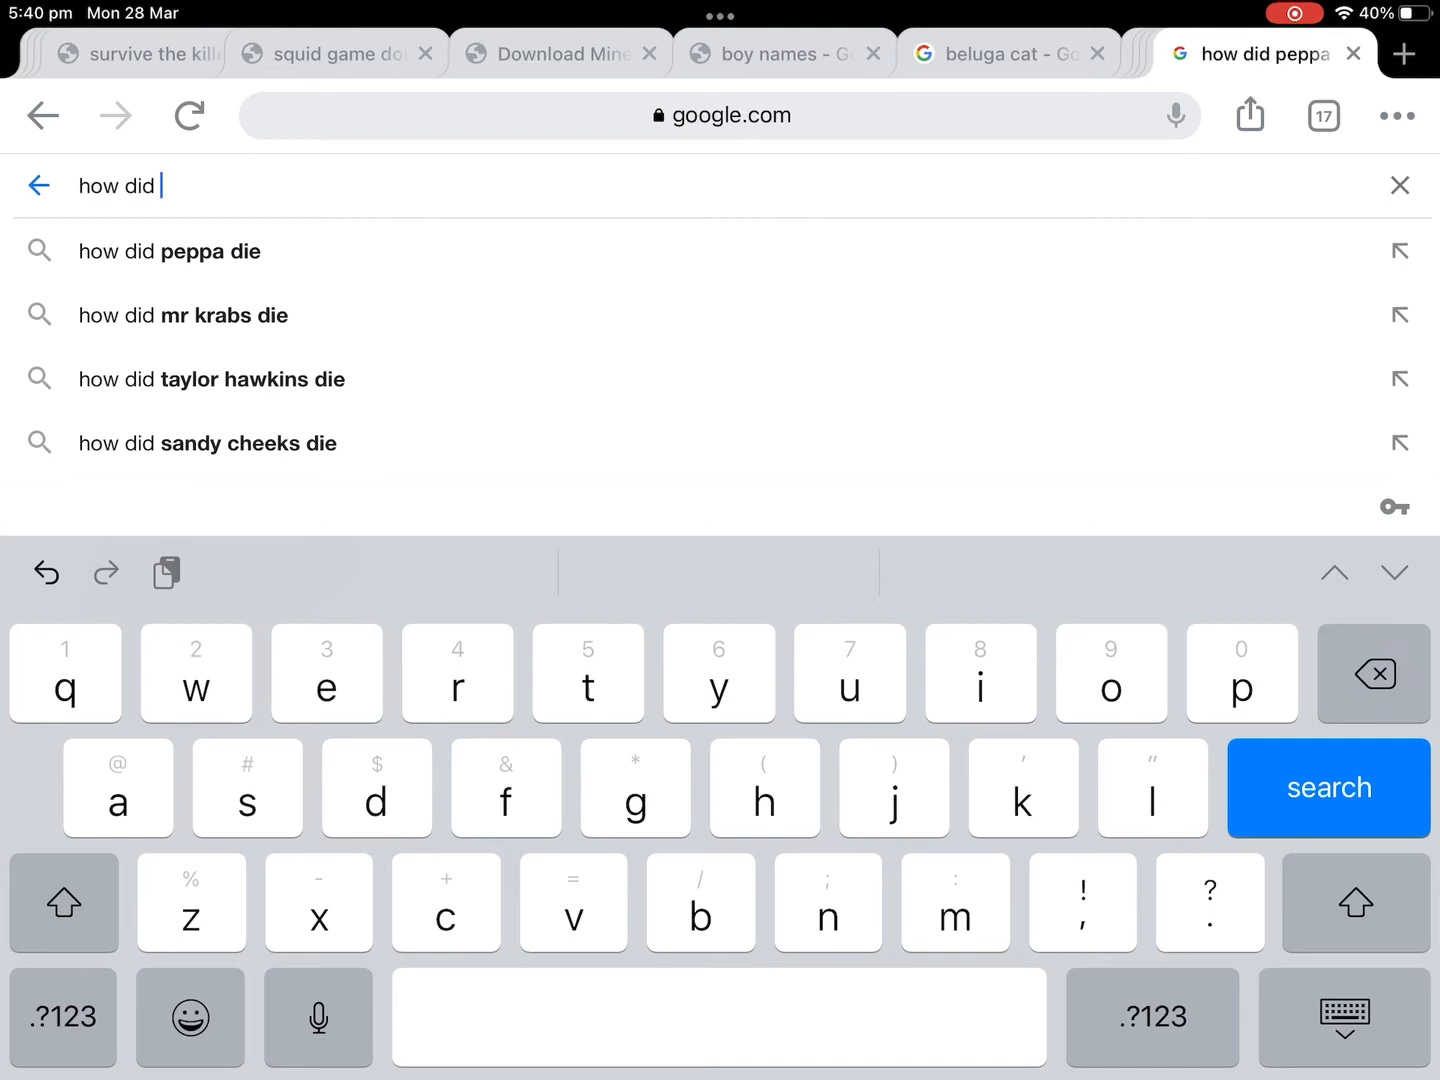 5:40 pm Mon 28 Mar
40%
survive the kille
squid game do
Download Mine
boy names - Go
beluga cat - Go
how did peppa
google.com
17
how did
how did peppa die
how did mr krabs die
how did taylor hawkins die
how did sandy cheeks die
1 2 3 4 5 6 7 8 9 0
q w e r t y u i o p
@ # $ & * ( ) ' "
a s d f g h j k l search
% - + = / ; : ! ?
z x c v b n m , .
.?123 .?123